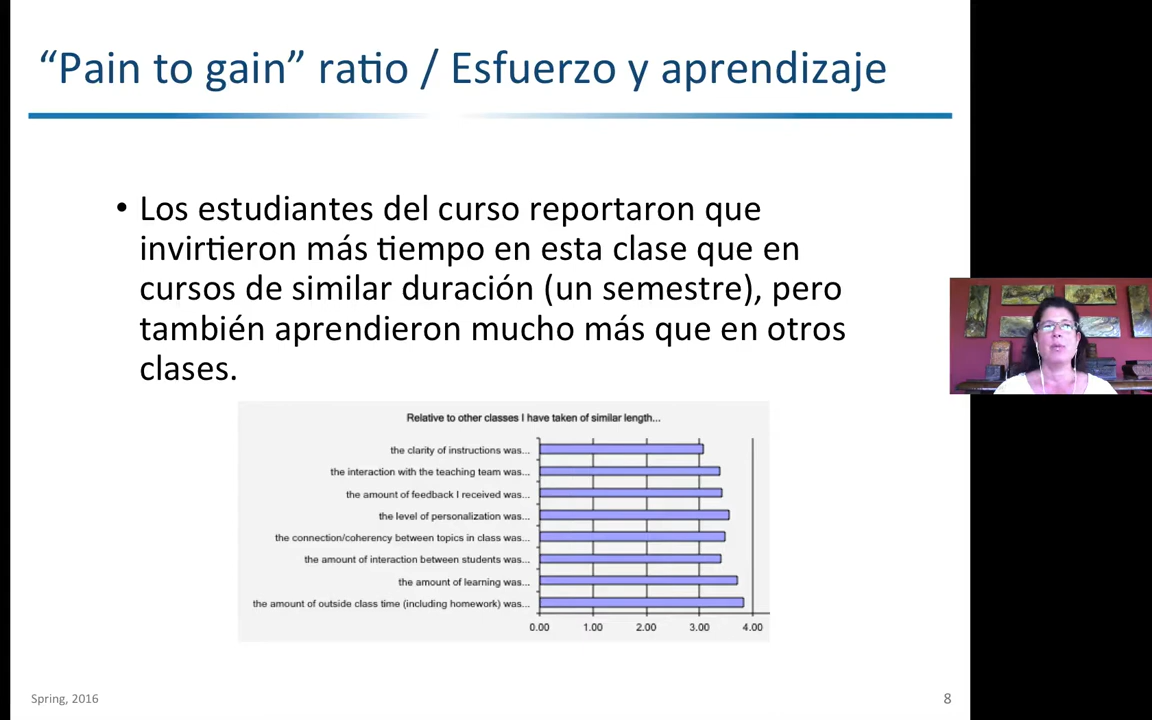 “Pain to gain” ratio / Esfuerzo y aprendizaje
• Los estudiantes del curso reportaron que
invirtieron más tiempo en esta clase que en
cursos de similar duración (un semestre), pero
también aprendieron mucho más que en otros
clases.
Relative to other classes I have taken of similar length...
the clarity of instructions was...
the interaction with the teaching team was...
the amount of feedback I received was...
the level of personalization was...
the connection/coherency between topics in class was...
the amount of interaction between students was...
the amount of learning was...
the amount of outside class time (including homework) was...
0.00 1.00 2.00 3.00 4.00
Spring, 2016 8